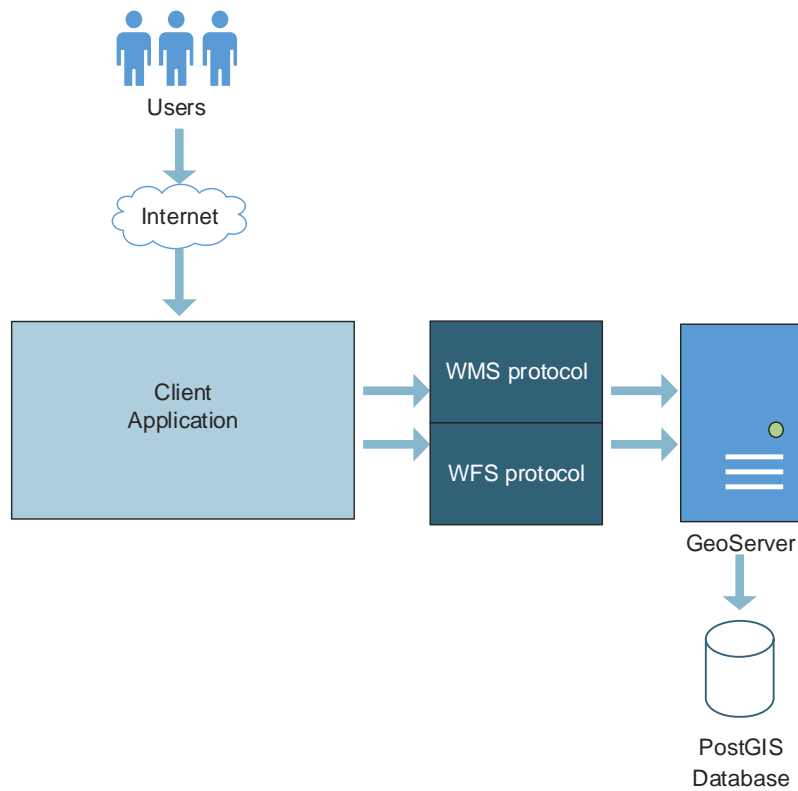 Users
Internet
Client
Application
WMS protocol
WFS protocol
GeoServer
PostGIS
Database